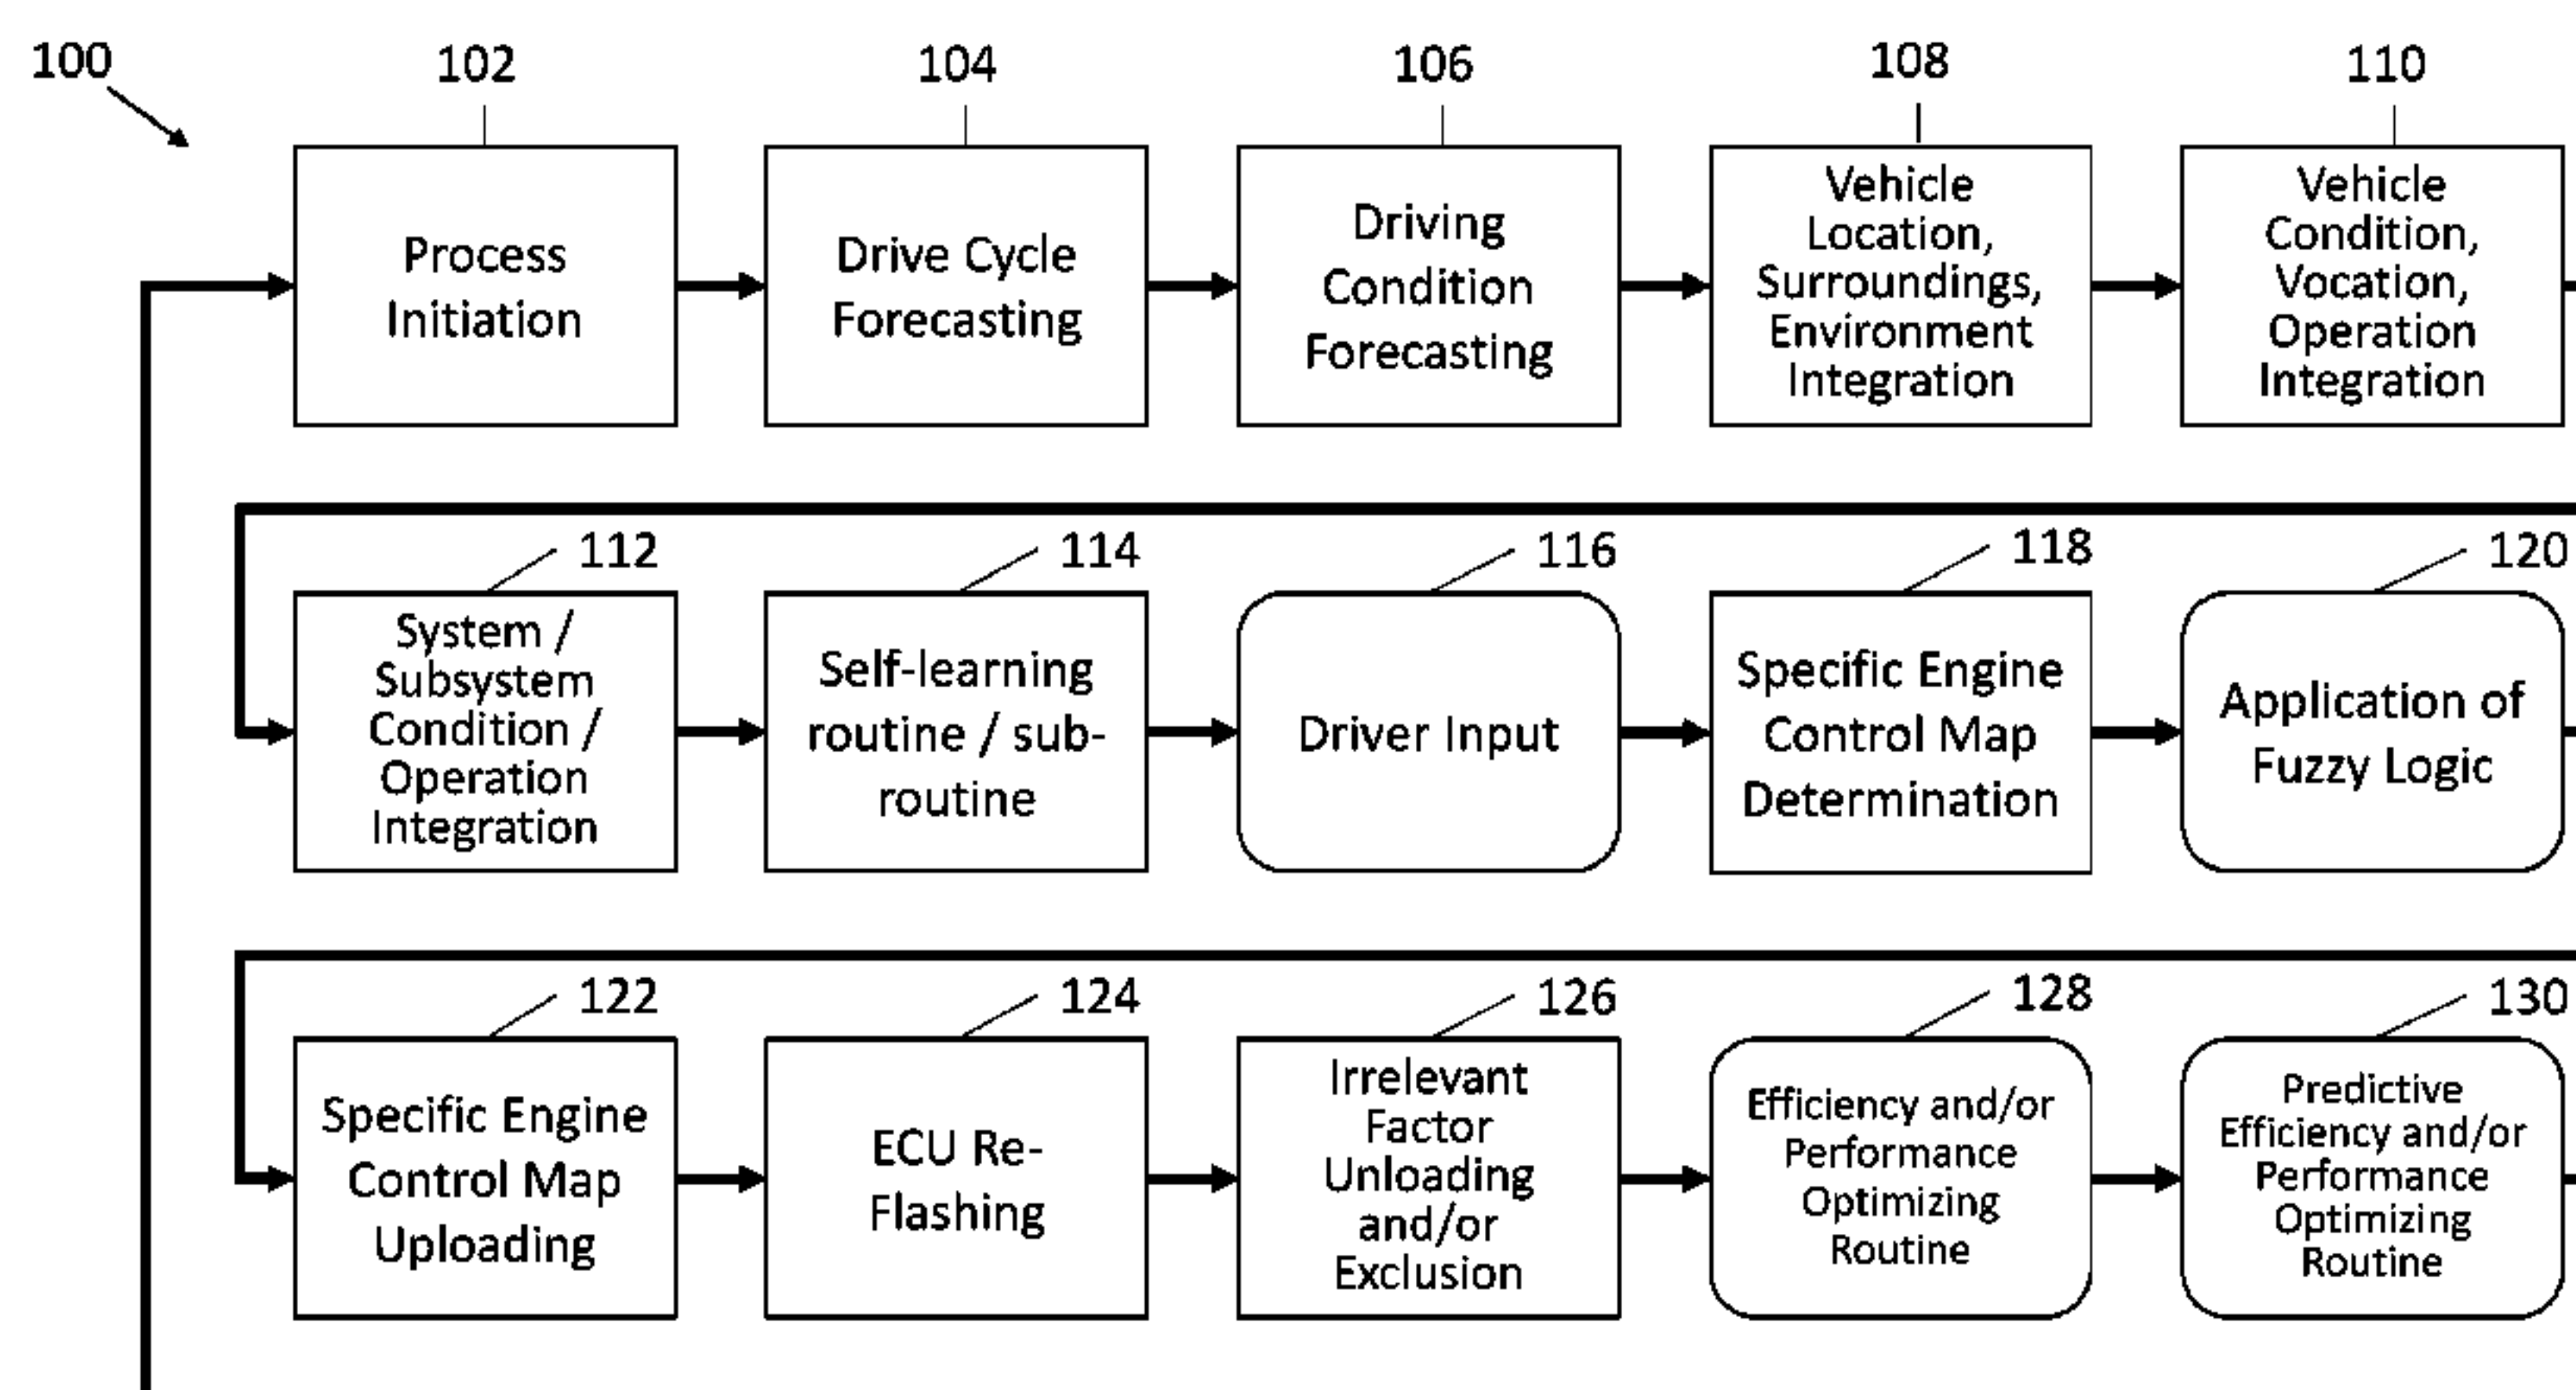 100
102
104
106
108
110
Process
Initiation
Drive Cycle
Forecasting
Driving
Condition
Forecasting
Vehicle
Location,
Surroundings,
Environment
Integration
Vehicle
Condition,
Vocation,
Operation
Integration
112
114
116
118
120
System /
Subsystem
Condition /
Operation
Integration
Self-learning
routine / sub-
routine
Driver Input
Specific Engine
Control Map
Determination
Application of
Fuzzy Logic
122
124
126
128
130
Specific Engine
Control Map
Uploading
ECU Re-
Flashing
Irrelevant
Factor
Unloading
and/or
Exclusion
Efficiency and/or
Performance
Optimizing
Routine
Predictive
Efficiency and/or
Performance
Optimizing
Routine